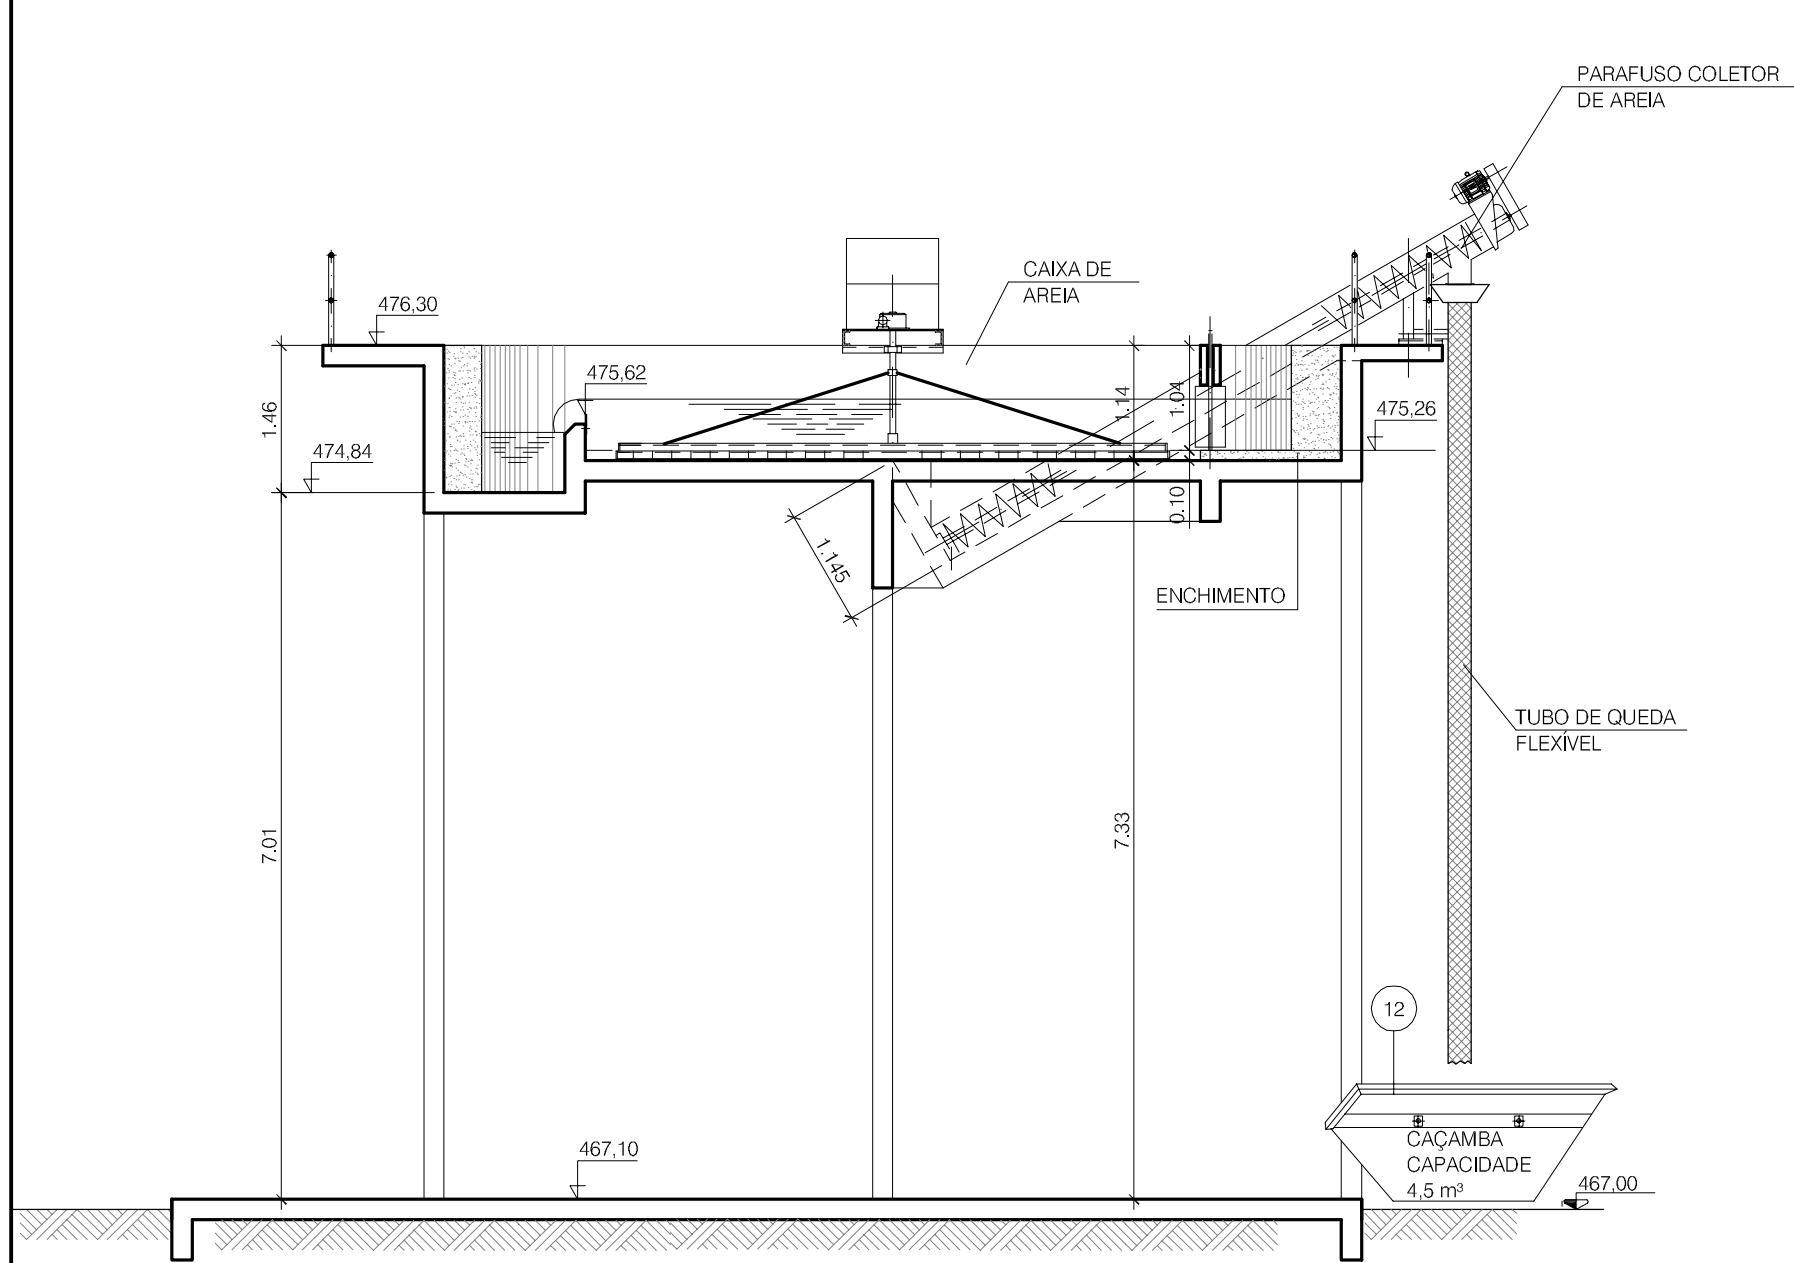 PARAFUSO COLETOR
DE AREIA
CAIXA DE
AREIA
476,30
475,62
1.46
1.14
1.04
475,26
474,84
0.10
1.145
ENCHIMENTO
TUBO DE QUEDA
FLEXÍVEL
7.01
7.33
12
CAÇAMBA
CAPACIDADE
4,5 m³
467,10
467,00